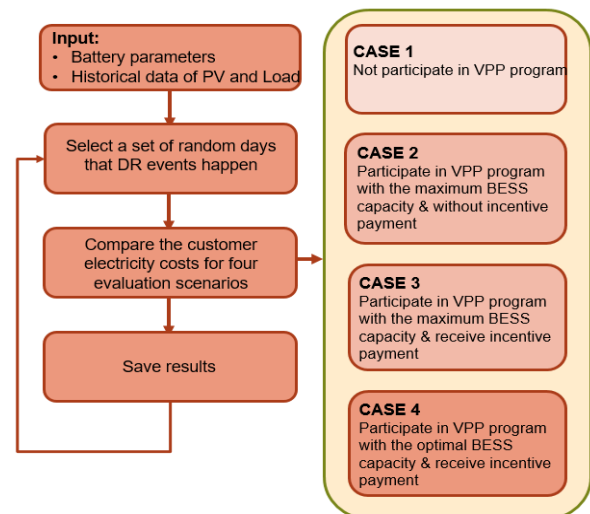 Input:
• Battery parameters
• Historical data of PV and Load
Select a set of random days
that DR events happen
Compare the customer
electricity costs for four
evaluation scenarios
Save results
CASE 1
Not participate in VPP program
CASE 2
Participate in VPP program
with the maximum BESS
capacity & without incentive
payment
CASE 3
Participate in VPP program
with the maximum BESS
capacity & receive incentive
payment
CASE 4
Participate in VPP program
with the optimal BESS
capacity & receive incentive
payment